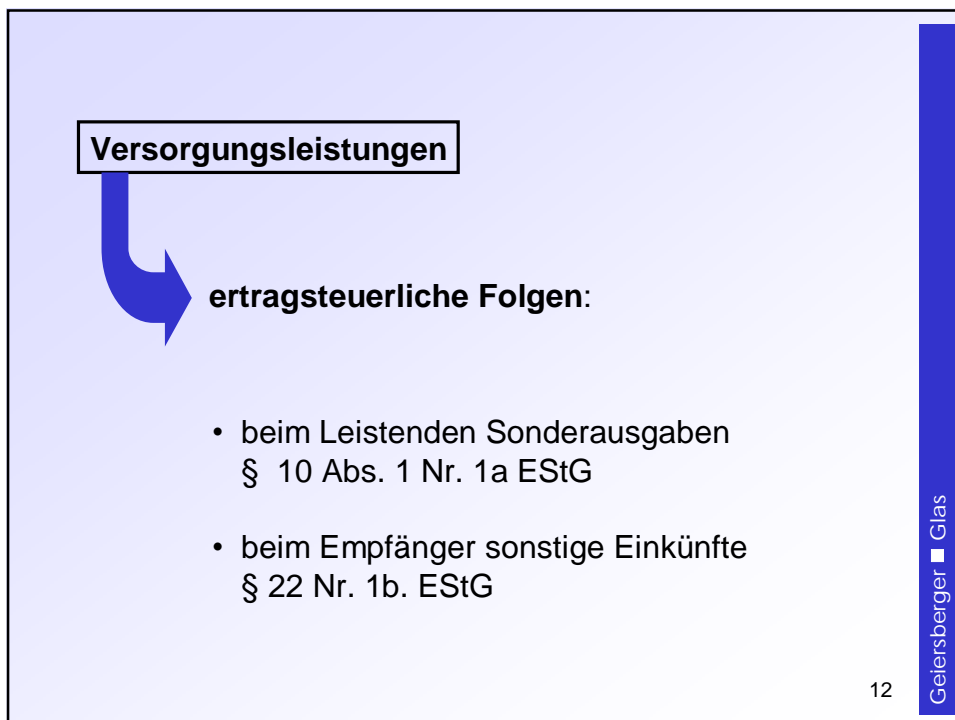 Versorgungsleistungen
ertragsteuerliche Folgen:
• beim Leistenden Sonderausgaben
§ 10 Abs. 1 Nr. 1a EStG
• beim Empfänger sonstige Einkünfte
§ 22 Nr. 1b. EStG
12
Geiersberger ■ Glas